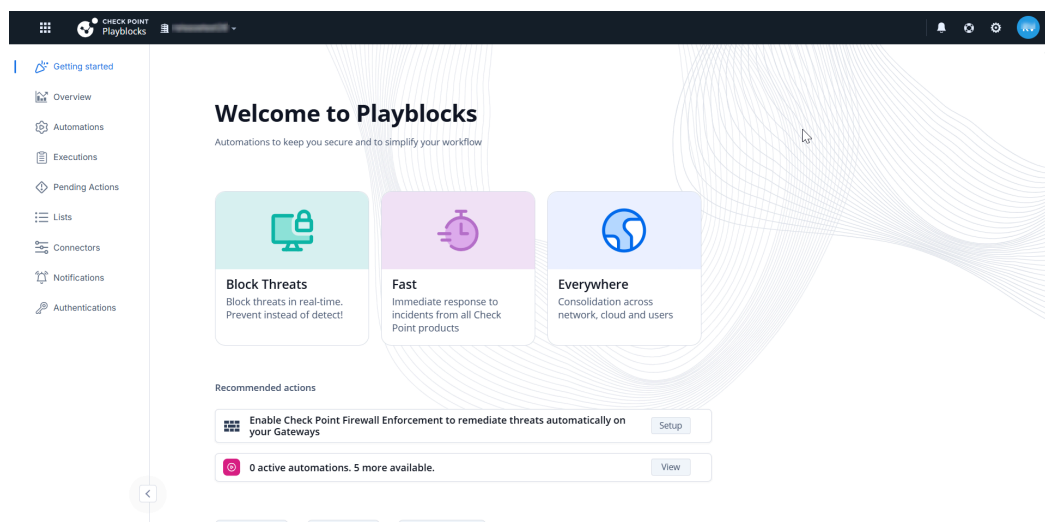 CHECK POINT
Playblocks
Getting started
Overview
Automations
Executions
Pending Actions
Lists
Connectors
Notifications
Authentications
Welcome to Playblocks
Automations to keep you secure and to simplify your workflow
Block Threats
Block threats in real-time.
Prevent instead of detect!
Fast
Immediate response to
incidents from all Check
Point products
Everywhere
Consolidation across
network, cloud and users
Recommended actions
Enable Check Point Firewall Enforcement to remediate threats automatically on
your Gateways
Setup
0 active automations. 5 more available.
View